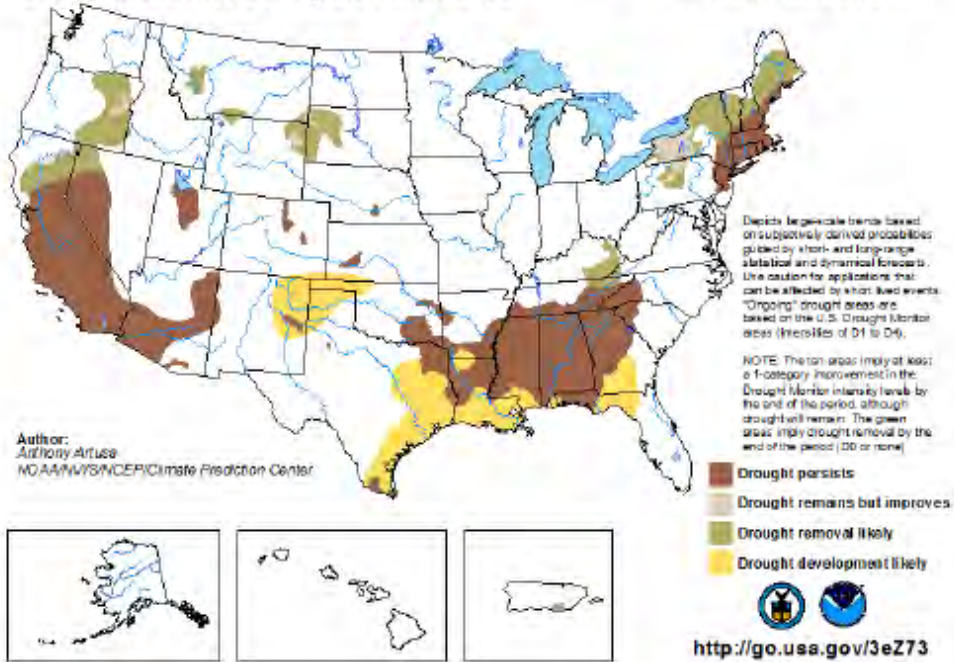 Depicts large-scale trends based
on subjectively derived probabilities
guided by short- and long-range
statistical and dynamical forecasts.
Use caution for applications that
can be affected by short lived events.
"Ongoing" drought areas are
based on the U.S. Drought Monitor
areas (intensities of D1 to D4).
NOTE: The tan areas imply at least
a 1-category improvement in the
Drought Monitor intensity levels by
the end of the period, although
drought will remain. The green
areas imply drought removal by the
end of the period (D0 or none)
Author:
Anthony Artusa
NOAA/NWS/NCEP/Climate Prediction Center
Drought persists
Drought remains but improves
Drought removal likely
Drought development likely
http://go.usa.gov/3eZ73